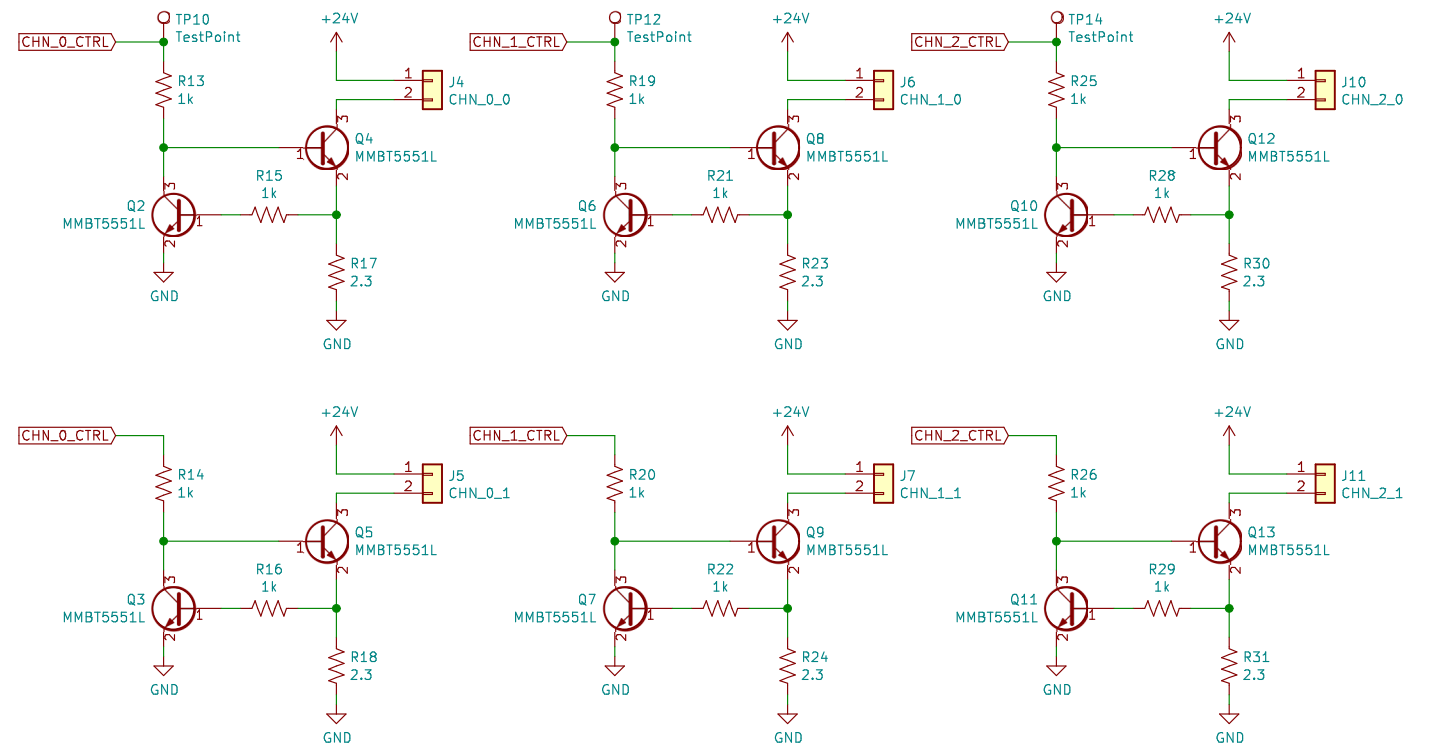 TP10
TestPoint
+24V
CHN_0_CTRL
R13
1k
1
2
J4
CHN_0_0
3
Q4
MMBT5551L
1
2
R15
1k
3
Q2
MMBT5551L
1
2
R17
2.3
GND
GND
TP12
TestPoint
+24V
CHN_1_CTRL
R19
1k
1
2
J6
CHN_1_0
3
Q8
MMBT5551L
1
2
R21
1k
3
Q6
MMBT5551L
1
2
R23
2.3
GND
GND
TP14
TestPoint
+24V
CHN_2_CTRL
R25
1k
1
2
J10
CHN_2_0
3
Q12
MMBT5551L
1
2
R28
1k
3
Q10
MMBT5551L
1
2
R30
2.3
GND
GND
+24V
CHN_0_CTRL
R14
1k
1
2
J5
CHN_0_1
3
Q5
MMBT5551L
1
2
R16
1k
3
Q3
MMBT5551L
1
2
R18
2.3
GND
GND
+24V
CHN_1_CTRL
R20
1k
1
2
J7
CHN_1_1
3
Q9
MMBT5551L
1
2
R22
1k
3
Q7
MMBT5551L
1
2
R24
2.3
GND
GND
+24V
CHN_2_CTRL
R26
1k
1
2
J11
CHN_2_1
3
Q13
MMBT5551L
1
2
R29
1k
3
Q11
MMBT5551L
1
2
R31
2.3
GND
GND